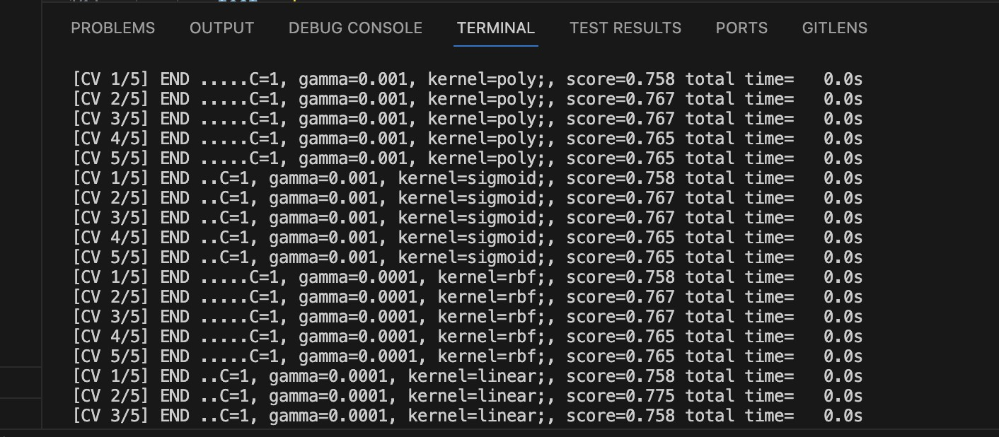 PROBLEMS OUTPUT DEBUG CONSOLE TERMINAL TEST RESULTS PORTS GITLENS
[CV 1/5] END .....C=1, gamma=0.001, kernel=poly;, score=0.758 total time=   0.0s
[CV 2/5] END .....C=1, gamma=0.001, kernel=poly;, score=0.767 total time=   0.0s
[CV 3/5] END .....C=1, gamma=0.001, kernel=poly;, score=0.767 total time=   0.0s
[CV 4/5] END .....C=1, gamma=0.001, kernel=poly;, score=0.765 total time=   0.0s
[CV 5/5] END .....C=1, gamma=0.001, kernel=poly;, score=0.765 total time=   0.0s
[CV 1/5] END ..C=1, gamma=0.001, kernel=sigmoid;, score=0.758 total time=   0.0s
[CV 2/5] END ..C=1, gamma=0.001, kernel=sigmoid;, score=0.767 total time=   0.0s
[CV 3/5] END ..C=1, gamma=0.001, kernel=sigmoid;, score=0.767 total time=   0.0s
[CV 4/5] END ..C=1, gamma=0.001, kernel=sigmoid;, score=0.765 total time=   0.0s
[CV 5/5] END ..C=1, gamma=0.001, kernel=sigmoid;, score=0.765 total time=   0.0s
[CV 1/5] END .....C=1, gamma=0.0001, kernel=rbf;, score=0.758 total time=   0.0s
[CV 2/5] END .....C=1, gamma=0.0001, kernel=rbf;, score=0.767 total time=   0.0s
[CV 3/5] END .....C=1, gamma=0.0001, kernel=rbf;, score=0.767 total time=   0.0s
[CV 4/5] END .....C=1, gamma=0.0001, kernel=rbf;, score=0.765 total time=   0.0s
[CV 5/5] END .....C=1, gamma=0.0001, kernel=rbf;, score=0.765 total time=   0.0s
[CV 1/5] END ..C=1, gamma=0.0001, kernel=linear;, score=0.758 total time=   0.0s
[CV 2/5] END ..C=1, gamma=0.0001, kernel=linear;, score=0.775 total time=   0.0s
[CV 3/5] END ..C=1, gamma=0.0001, kernel=linear;, score=0.758 total time=   0.0s